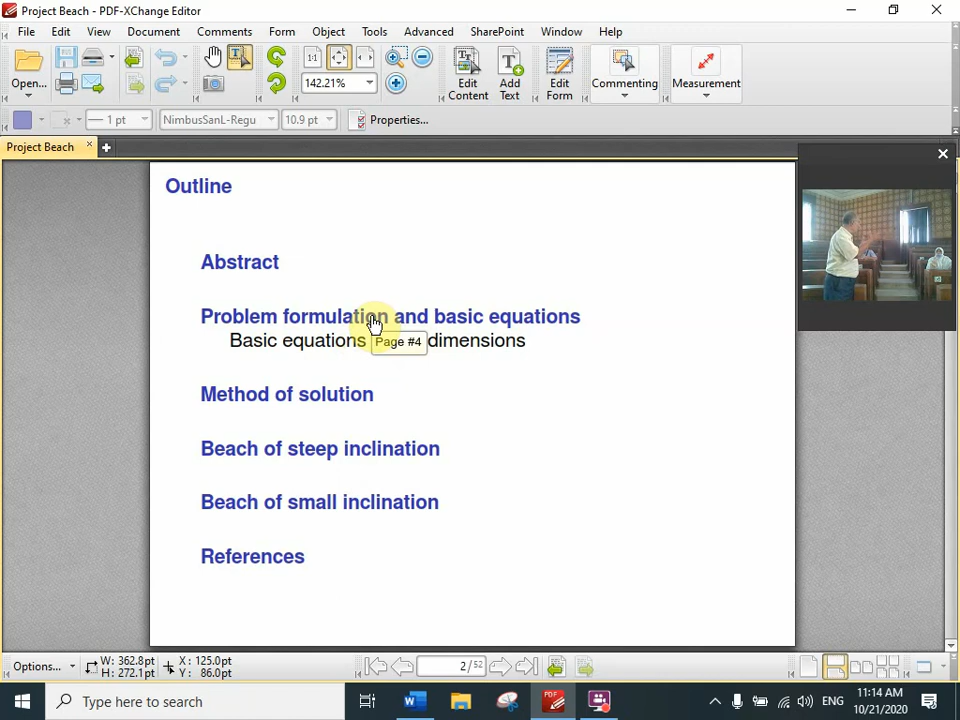 Project Beach - PDF-XChange Editor
File Edit View Document Comments Form Object Tools Advanced SharePoint Window Help
Open...
142.21%
Edit Content
Add Text
Edit Form
Commenting
Measurement
1 pt
NimbusSanL-Regu
10.9 pt
Properties...
Project Beach
Outline
Abstract
Problem formulation and basic equations
Basic equations
Page #4
dimensions
Method of solution
Beach of steep inclination
Beach of small inclination
References
Options...
W: 362.8pt
H: 272.1pt
X: 125.0pt
Y: 86.0pt
2 / 52
Type here to search
ENG
11:14 AM
10/21/2020